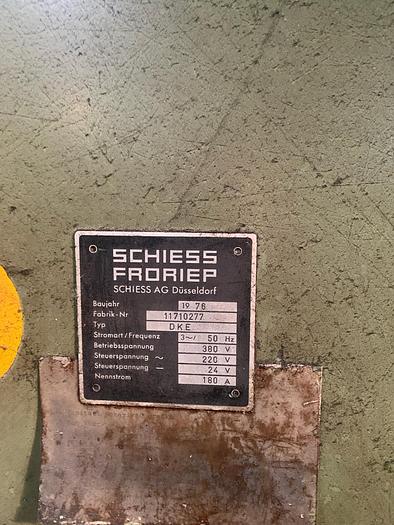 SCHIESS
FRORIEP
SCHIESS AG Düsseldorf
Baujahr 19 76
Fabrik-Nr 11710277
Typ DKE
Stromart/Frequenz 3~/ 50 Hz
Betriebsspannung 380 V
Steuerspannung ~ 220 V
Steuerspannung — 24 V
Nennstrom 180 A